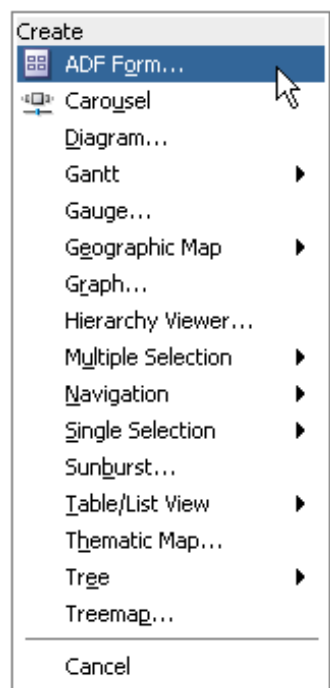 Create
ADF Form...
Carousel
Diagram...
Gantt
Gauge...
Geographic Map
Graph...
Hierarchy Viewer...
Multiple Selection
Navigation
Single Selection
Sunburst...
Table/List View
Thematic Map...
Tree
Treemap...
Cancel